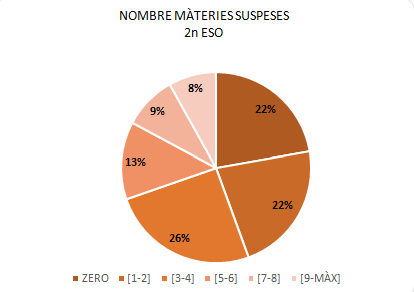 NOMBRE MÀTERIES SUSPESES
2n ESO
8%
22%
9%
13%
22%
26%
ZERO [1-2] [3-4] [5-6] [7-8] [9-MÀX]